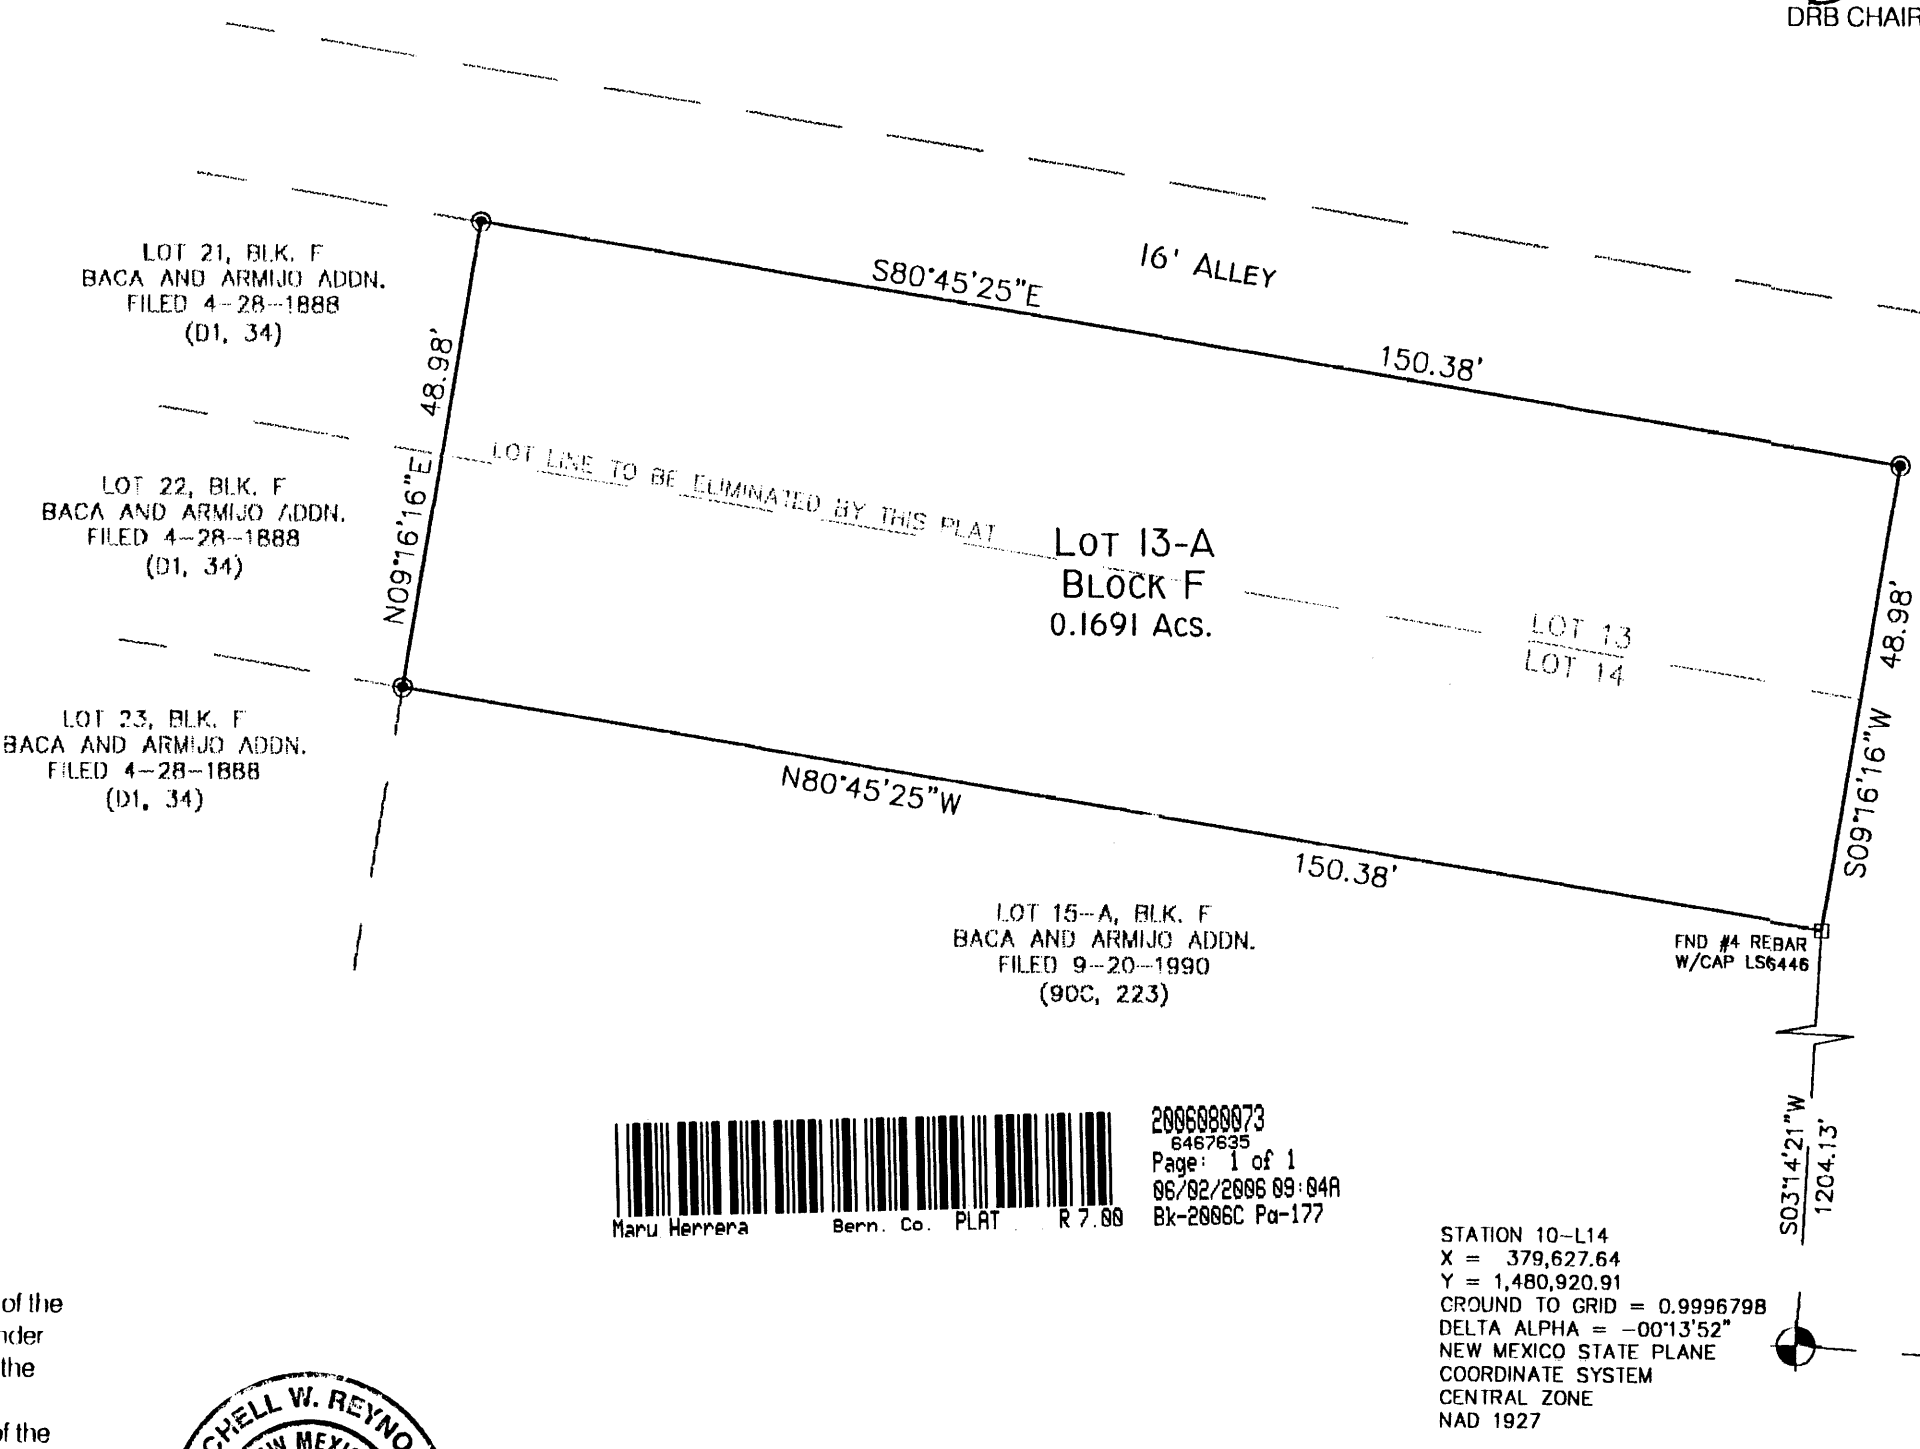 DRB CHAIR
LOT 21, BLK. F
BACA AND ARMIJO ADDN.
FILED 4-28-1888
(D1, 34)
16' ALLEY
S80°45'25"E
150.38'
48.98'
N09°16'16"E
LOT LINE TO BE ELIMINATED BY THIS PLAT
LOT 22, BLK. F
BACA AND ARMIJO ADDN.
FILED 4-28-1888
(D1, 34)
LOT 13-A
BLOCK F
0.1691 ACS.
LOT 13
LOT 14
48.98'
S09°16'16"W
LOT 23, BLK. F
BACA AND ARMIJO ADDN.
FILED 4-28-1888
(D1, 34)
N80°45'25"W
150.38'
LOT 15-A, BLK. F
BACA AND ARMIJO ADDN.
FILED 9-20-1990
(90C, 223)
FND #4 REBAR
W/CAP LS6446
S03°14'21"W
1204.13'
2006080073
6467635
Page: 1 of 1
06/02/2006 09:04A
Maru Herrera Bern. Co. PLAT R 7.00 Bk-2006C Pg-177
STATION 10-L14
X = 379,627.64
Y = 1,480,920.91
GROUND TO GRID = 0.9996798
DELTA ALPHA = -00°13'52"
NEW MEXICO STATE PLANE
COORDINATE SYSTEM
CENTRAL ZONE
NAD 1927
of the
nder
the
of the
CHELL W. REYNO
EW MEXIC